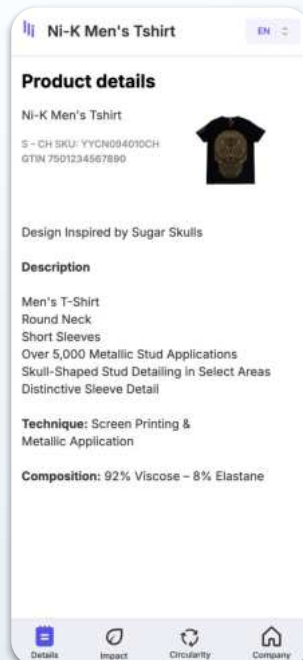 Ni-K Men's Tshirt
EN
Product details
Ni-K Men's Tshirt
S - CH SKU: YYCN094010CH
GTIN 7501234567890
Design Inspired by Sugar Skulls
Description
Men's T-Shirt
Round Neck
Short Sleeves
Over 5,000 Metallic Stud Applications
Skull-Shaped Stud Detailing in Select Areas
Distinctive Sleeve Detail
Technique: Screen Printing &
Metallic Application
Composition: 92% Viscose – 8% Elastane
Details
Impact
Circularity
Company